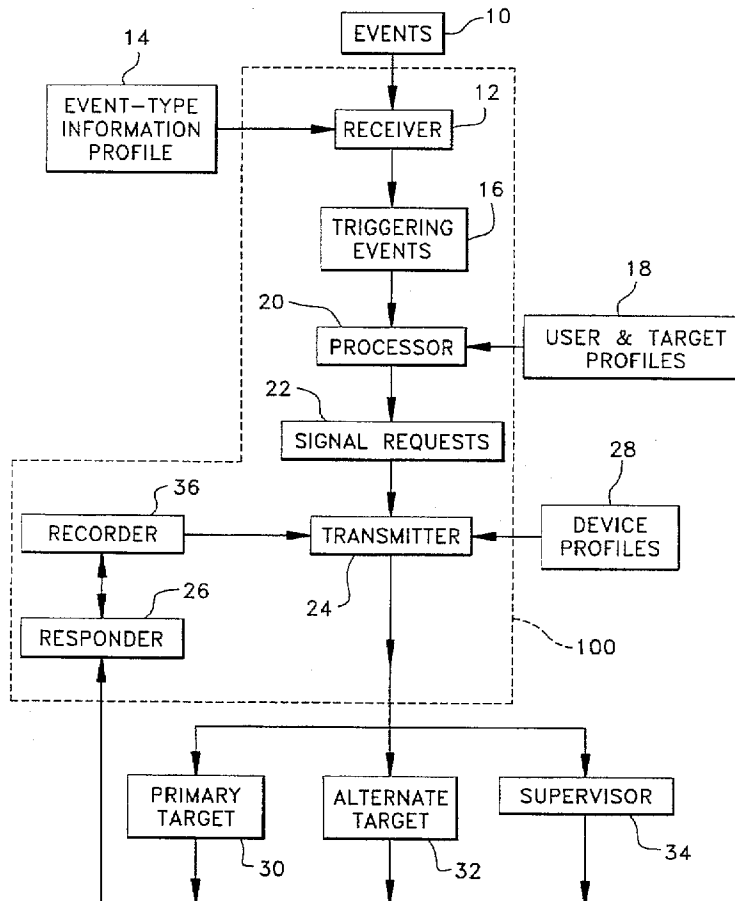 10
EVENTS
14
EVENT-TYPE
INFORMATION
PROFILE
12
RECEIVER
16
TRIGGERING
EVENTS
18
20
PROCESSOR
USER & TARGET
PROFILES
22
SIGNAL REQUESTS
28
36
RECORDER
TRANSMITTER
DEVICE
PROFILES
26
24
RESPONDER
100
PRIMARY
TARGET
ALTERNATE
TARGET
SUPERVISOR
30
32
34